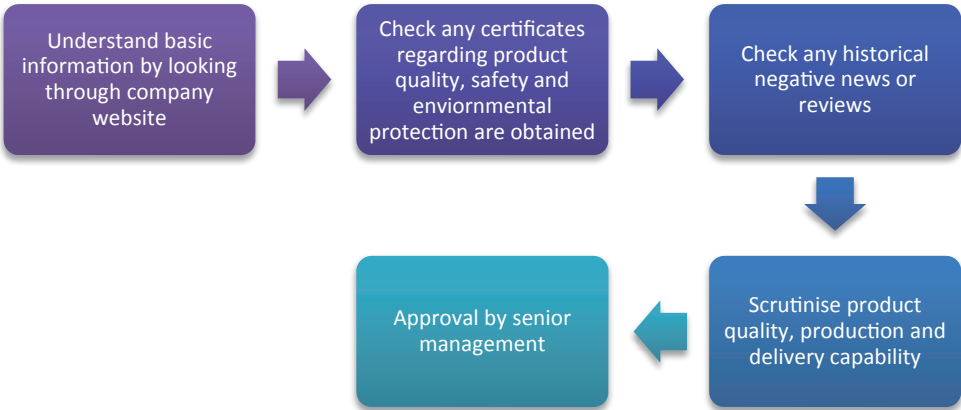 Understand basic
information by looking
through company
website
Check any certificates
regarding product
quality, safety and
enviornmental
protection are obtained
Check any historical
negative news or
reviews
Scrutinise product
quality, production and
delivery capability
Approval by senior
management